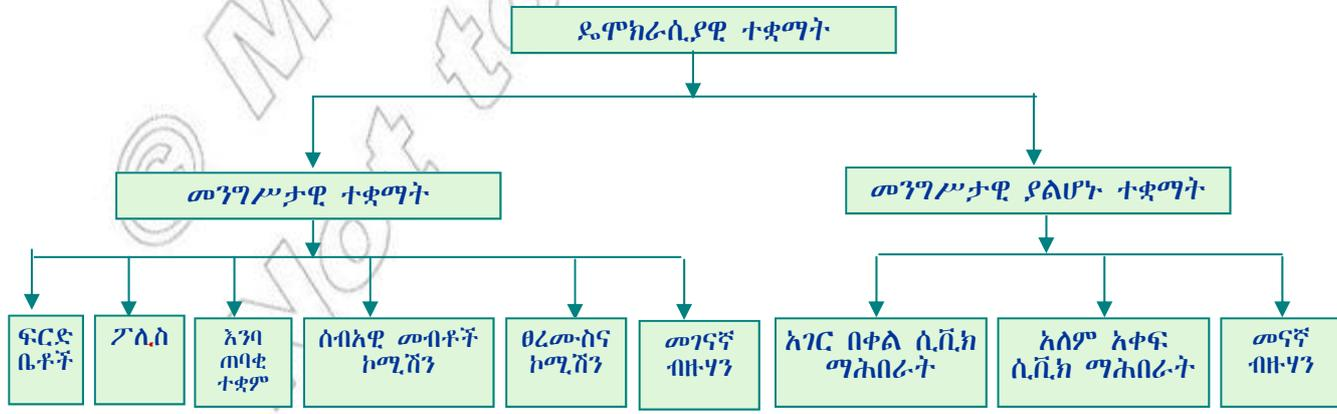 ዴሞክራሲያዊ ተቋማት
መንግሥታዊ ተቋማት
መንግሥታዊ ያልሆኑ ተቋማት
ፍርድ
ቤቶች
ፖሊስ
እንባ
ጠባቂ
ተቋም
ሰብአዊ መብቶች
ኮሚሽን
ፀረሙስና
ኮሚሽን
መገናኛ
ብዙሃን
አገር በቀል ሲቪክ
ማሕበራት
አለም አቀፍ
ሲቪክ ማሕበራት
መናኛ
ብዙሃን